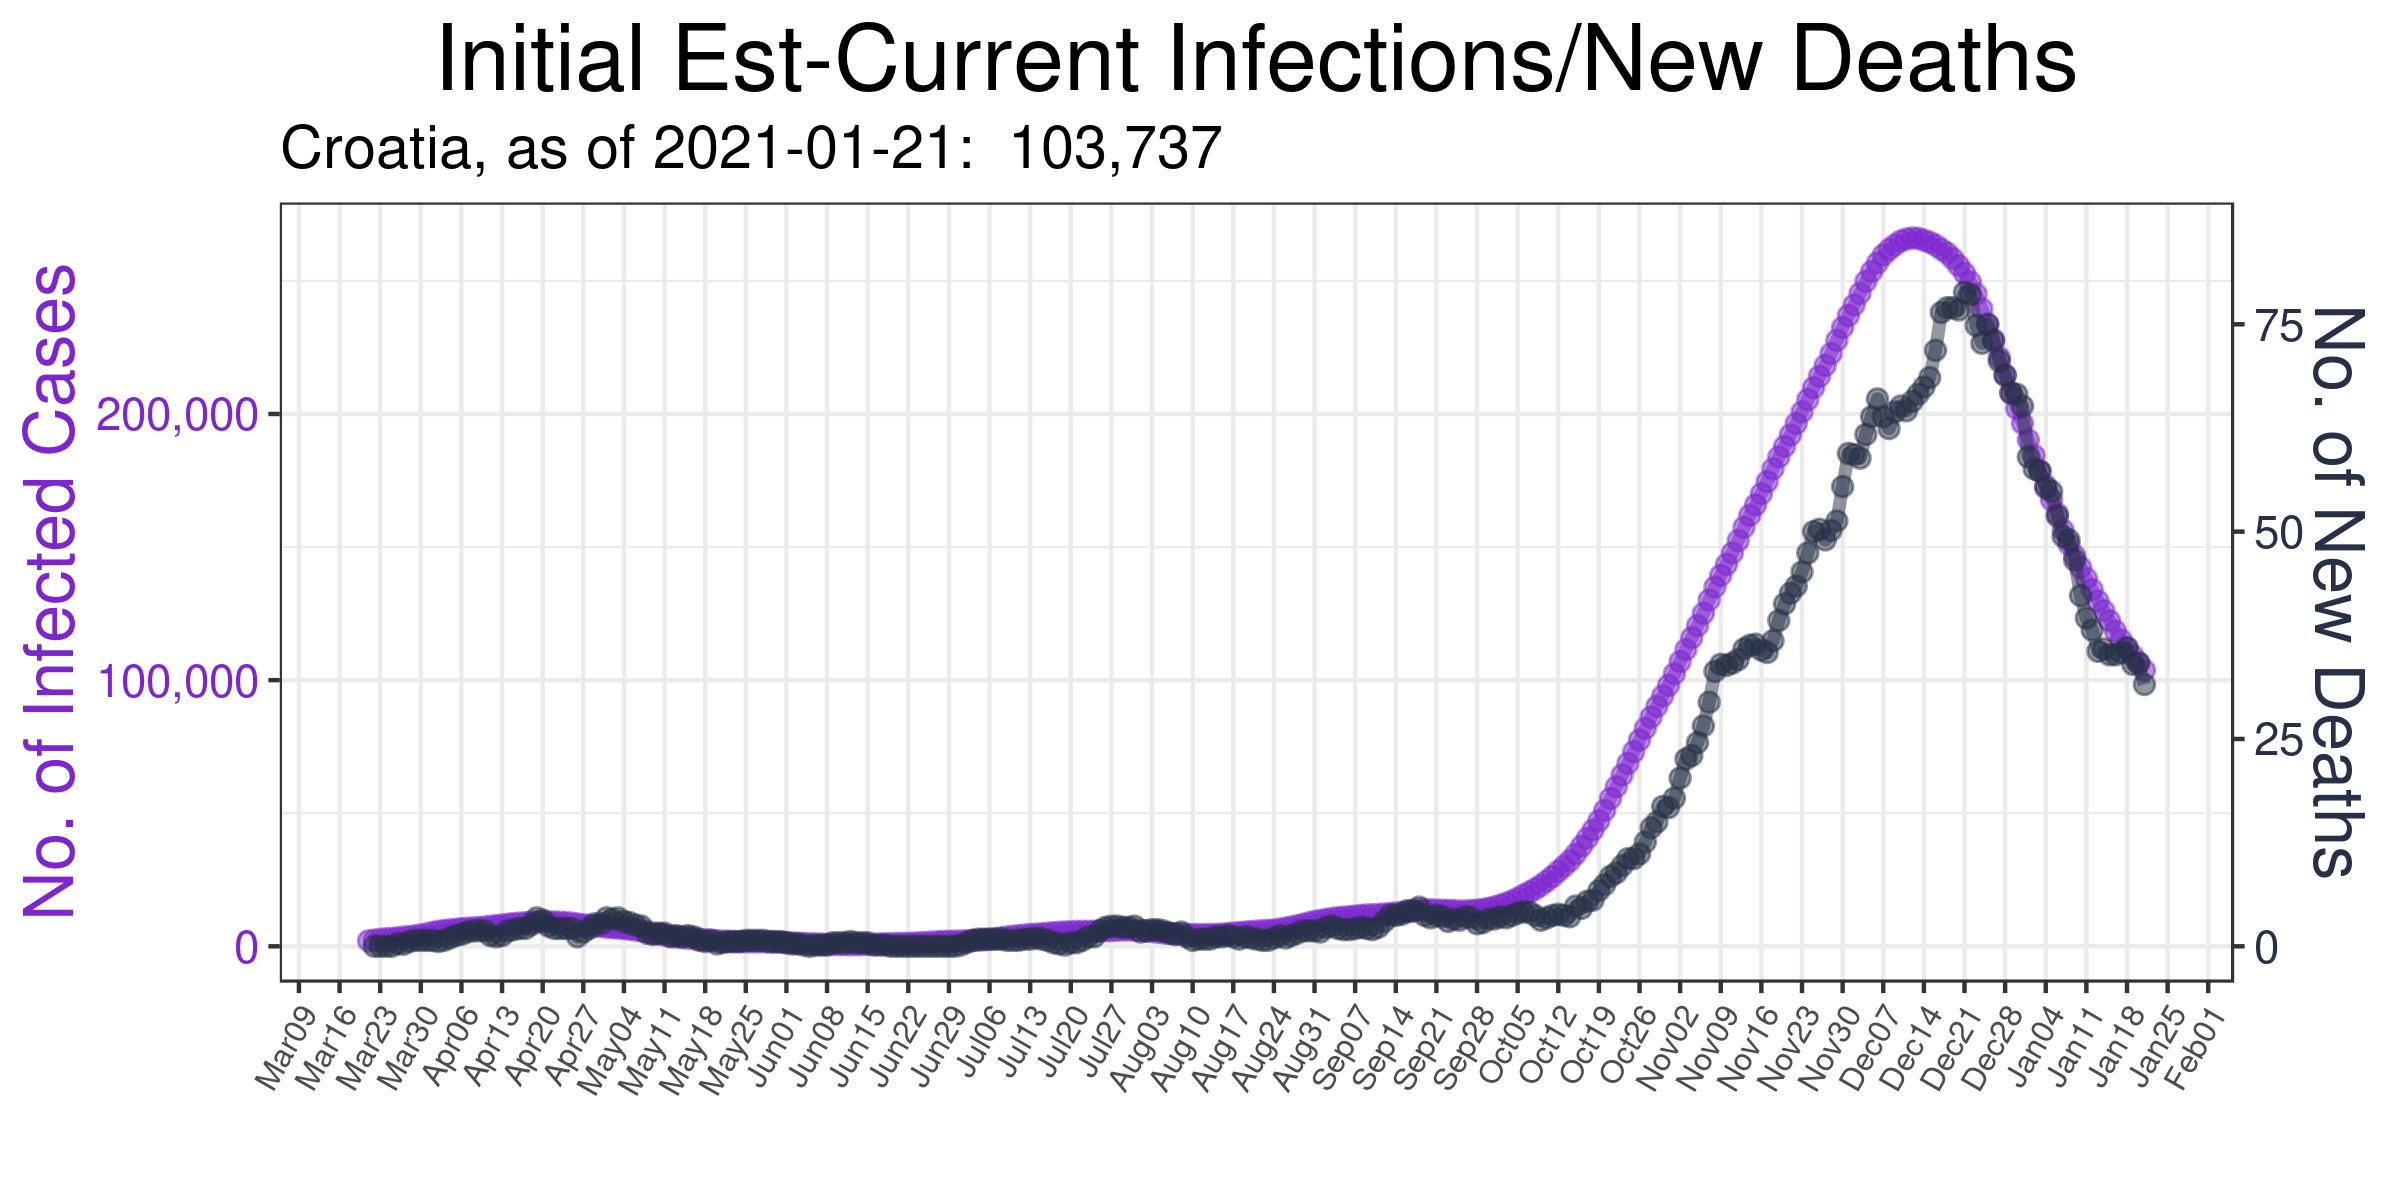 Initial Est-Current Infections/New Deaths
Croatia, as of 2021-01-21:  103,737
No. of Infected Cases
200,000
100,000
0
75
50
25
0
No. of New Deaths
Mar09
Mar16
Mar23
Mar30
Apr06
Apr13
Apr20
Apr27
May04
May11
May18
May25
Jun01
Jun08
Jun15
Jun22
Jun29
Jul06
Jul13
Jul20
Jul27
Aug03
Aug10
Aug17
Aug24
Aug31
Sep07
Sep14
Sep21
Sep28
Oct05
Oct12
Oct19
Oct26
Nov02
Nov09
Nov16
Nov23
Nov30
Dec07
Dec14
Dec21
Dec28
Jan04
Jan11
Jan18
Jan25
Feb01